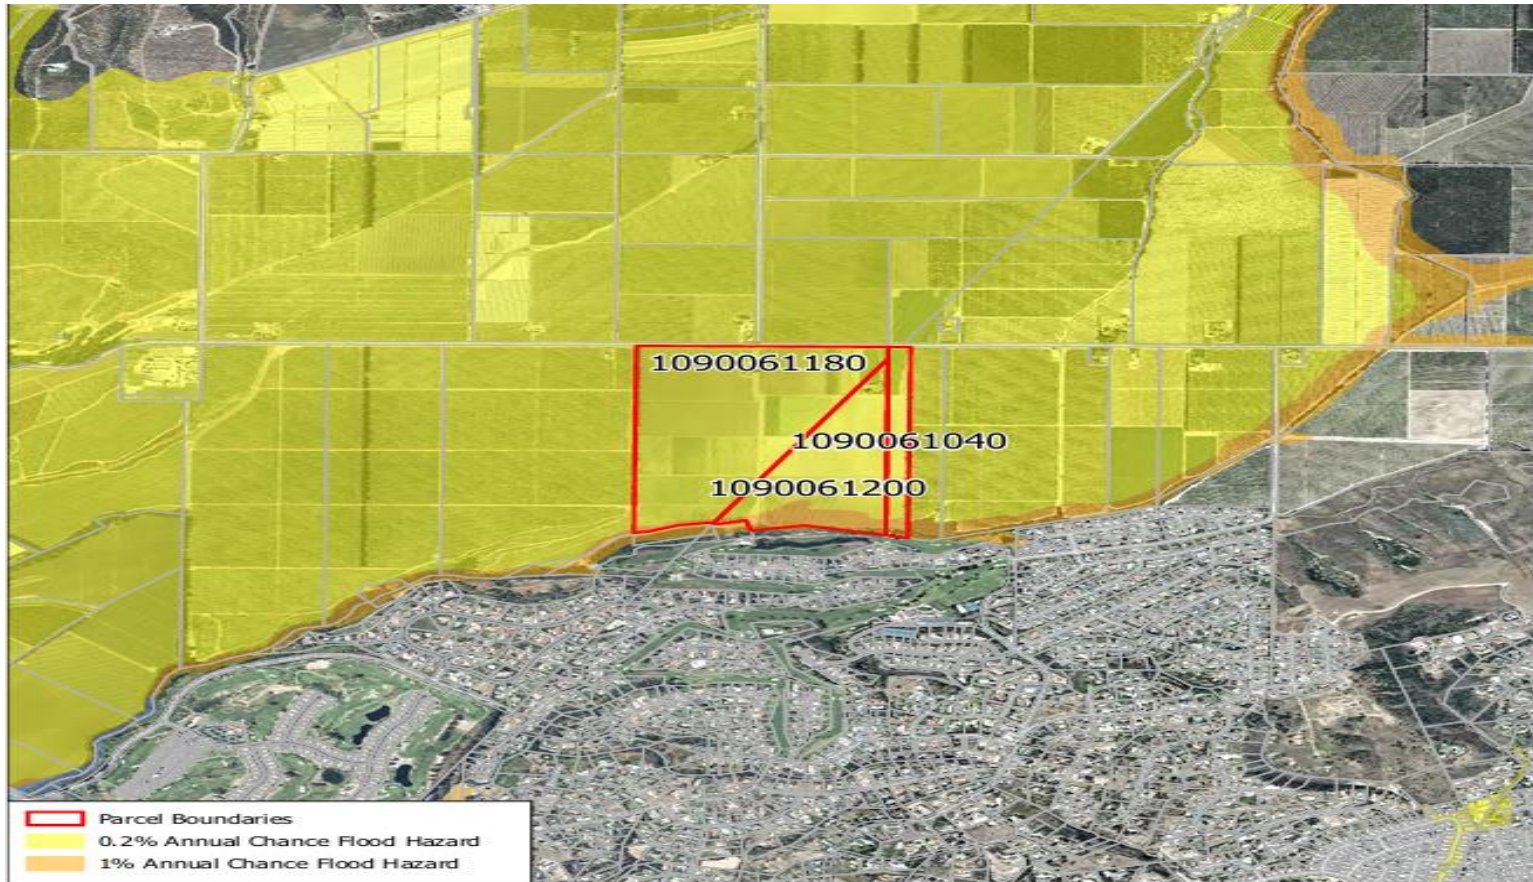 1090061180
1090061040
1090061200
Parcel Boundaries
0.2% Annual Chance Flood Hazard
1% Annual Chance Flood Hazard